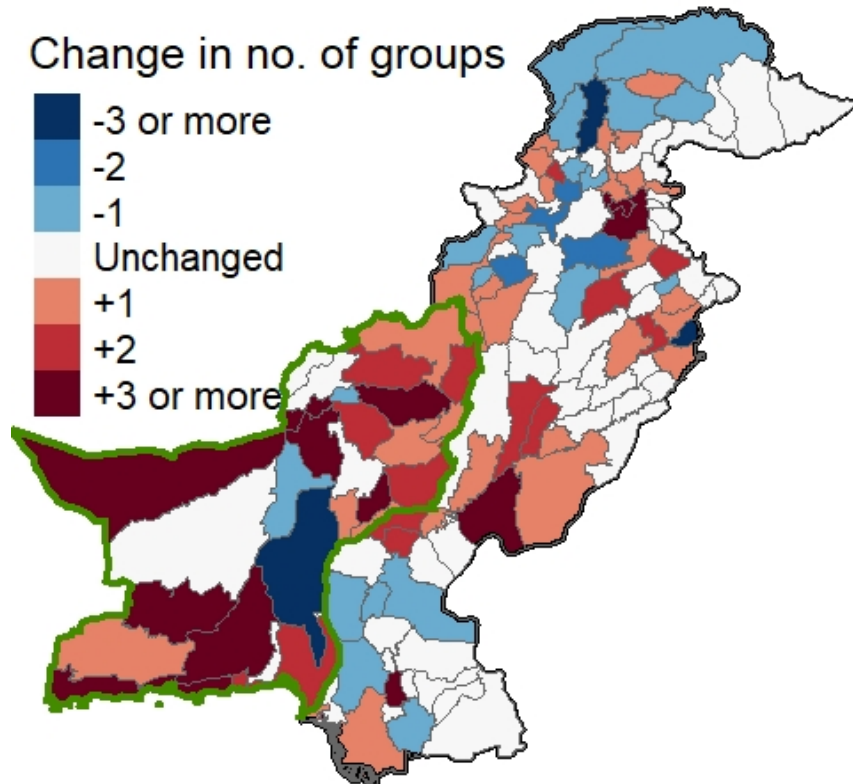 Change in no. of groups
-3 or more
-2
-1
Unchanged
+1
+2
+3 or more